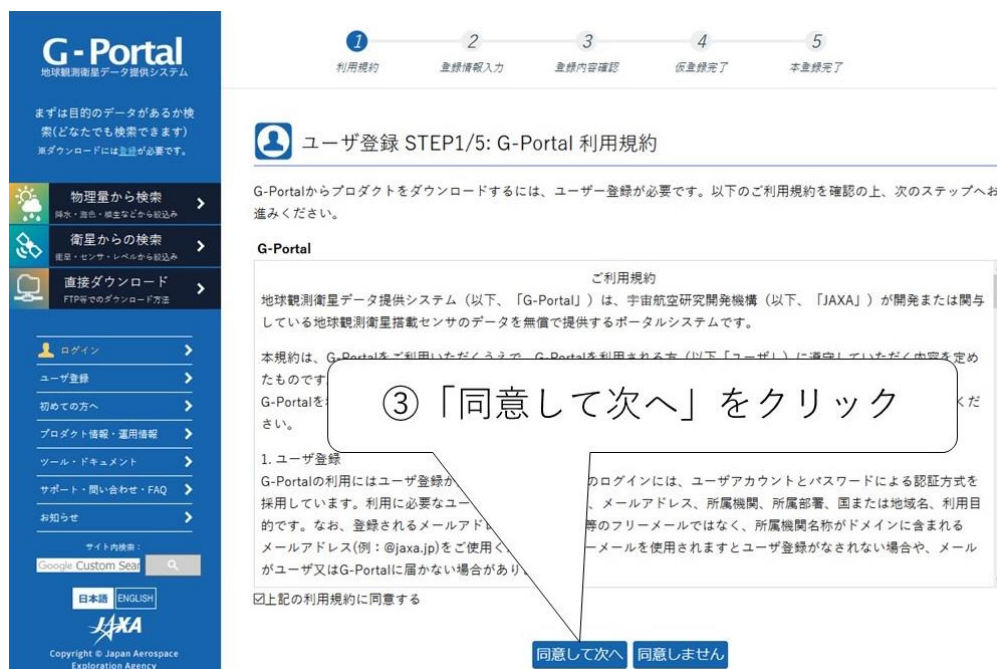 G-Portal
地球観測衛星データ提供システム
まずは目的のデータがあるか検
索(どなたでも検索できます)
※ダウンロードには登録が必要です。
物理量から検索
降水・海色・植生などから絞込み
衛星からの検索
衛星・センサ・レベルから絞込み
直接ダウンロード
FTP等でのダウンロード方法
ログイン
ユーザ登録
初めての方へ
プロダクト情報・運用情報
ツール・ドキュメント
サポート・問い合わせ・FAQ
お知らせ
サイト内検索:
Google Custom Sear
日本語 ENGLISH
JAXA
Copyright © Japan Aerospace
Exploration Agency
1 2 3 4 5
利用規約 登録情報入力 登録内容確認 仮登録完了 本登録完了
ユーザ登録 STEP1/5: G-Portal 利用規約
G-Portalからプロダクトをダウンロードするには、ユーザー登録が必要です。以下のご利用規約を確認の上、次のステップへお
進みください。
G-Portal
ご利用規約
地球観測衛星データ提供システム（以下、「G-Portal」）は、宇宙航空研究開発機構（以下、「JAXA」）が開発または関与
している地球観測衛星搭載センサのデータを無償で提供するポータルシステムです。
本規約は、G-Portalをご利用いただくうえで、G-Portalを利用される方（以下「ユーザ」）に遵守していただく内容を定め
たものです
G-Portalを くだ
さい。
③「同意して次へ」をクリック
1. ユーザ登録
G-Portalの利用にはユーザ登録が のログインには、ユーザアカウントとパスワードによる認証方式を
採用しています。利用に必要なユー 、メールアドレス、所属機関、所属部署、国または地域名、利用目
的です。なお、登録されるメールアド 等のフリーメールではなく、所属機関名称がドメインに含まれる
メールアドレス(例：@jaxa.jp)をご使用く ーメールを使用されますとユーザ登録がなされない場合や、メール
がユーザ又はG-Portalに届かない場合があり
☑上記の利用規約に同意する
同意して次へ 同意しません